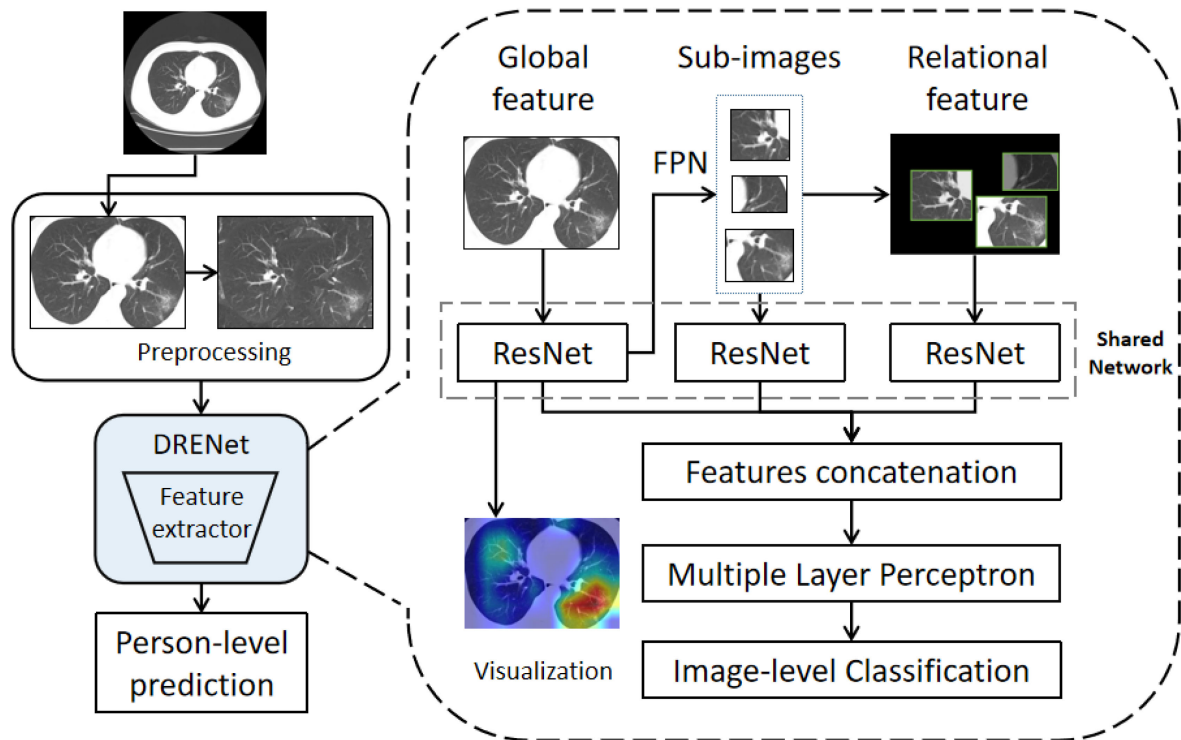 Preprocessing
DRENet
Feature
extractor
Person-level
prediction
Global
feature
Sub-images
Relational
feature
FPN
ResNet
ResNet
ResNet
Shared
Network
Features concatenation
Multiple Layer Perceptron
Image-level Classification
Visualization